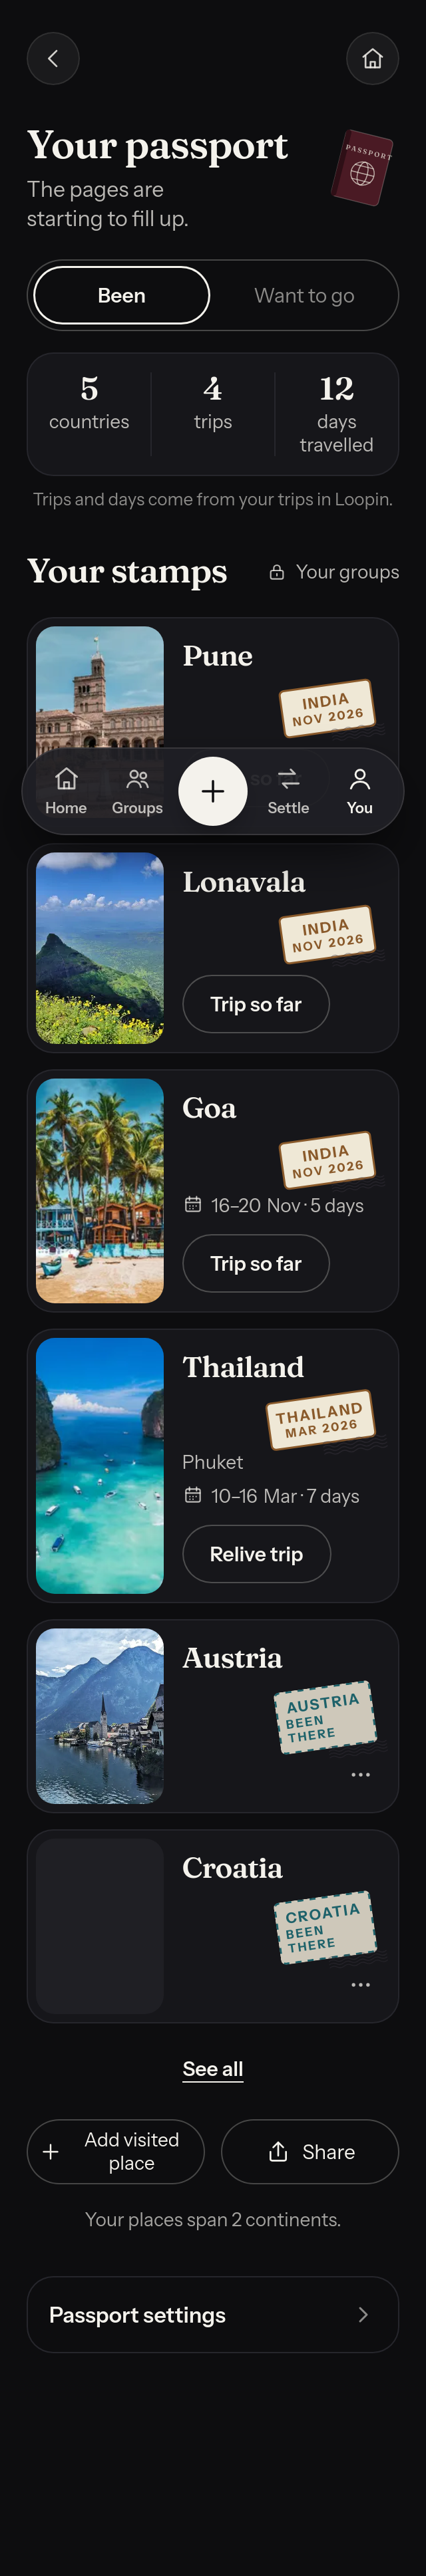 Your passport
PASSPORT
The pages are
starting to fill up.
Been
Want to go
5
countries
4
trips
12
days
travelled
Trips and days come from your trips in Loopin.
Your stamps
Your groups
Pune
INDIA
NOV 2026
so far
Home
Groups
Settle
You
Lonavala
INDIA
NOV 2026
Trip so far
Goa
INDIA
NOV 2026
16–20 Nov · 5 days
Trip so far
Thailand
THAILAND
MAR 2026
Phuket
10–16 Mar · 7 days
Relive trip
Austria
AUSTRIA
BEEN
THERE
Croatia
CROATIA
BEEN
THERE
See all
Add visited
place
Share
Your places span 2 continents.
Passport settings